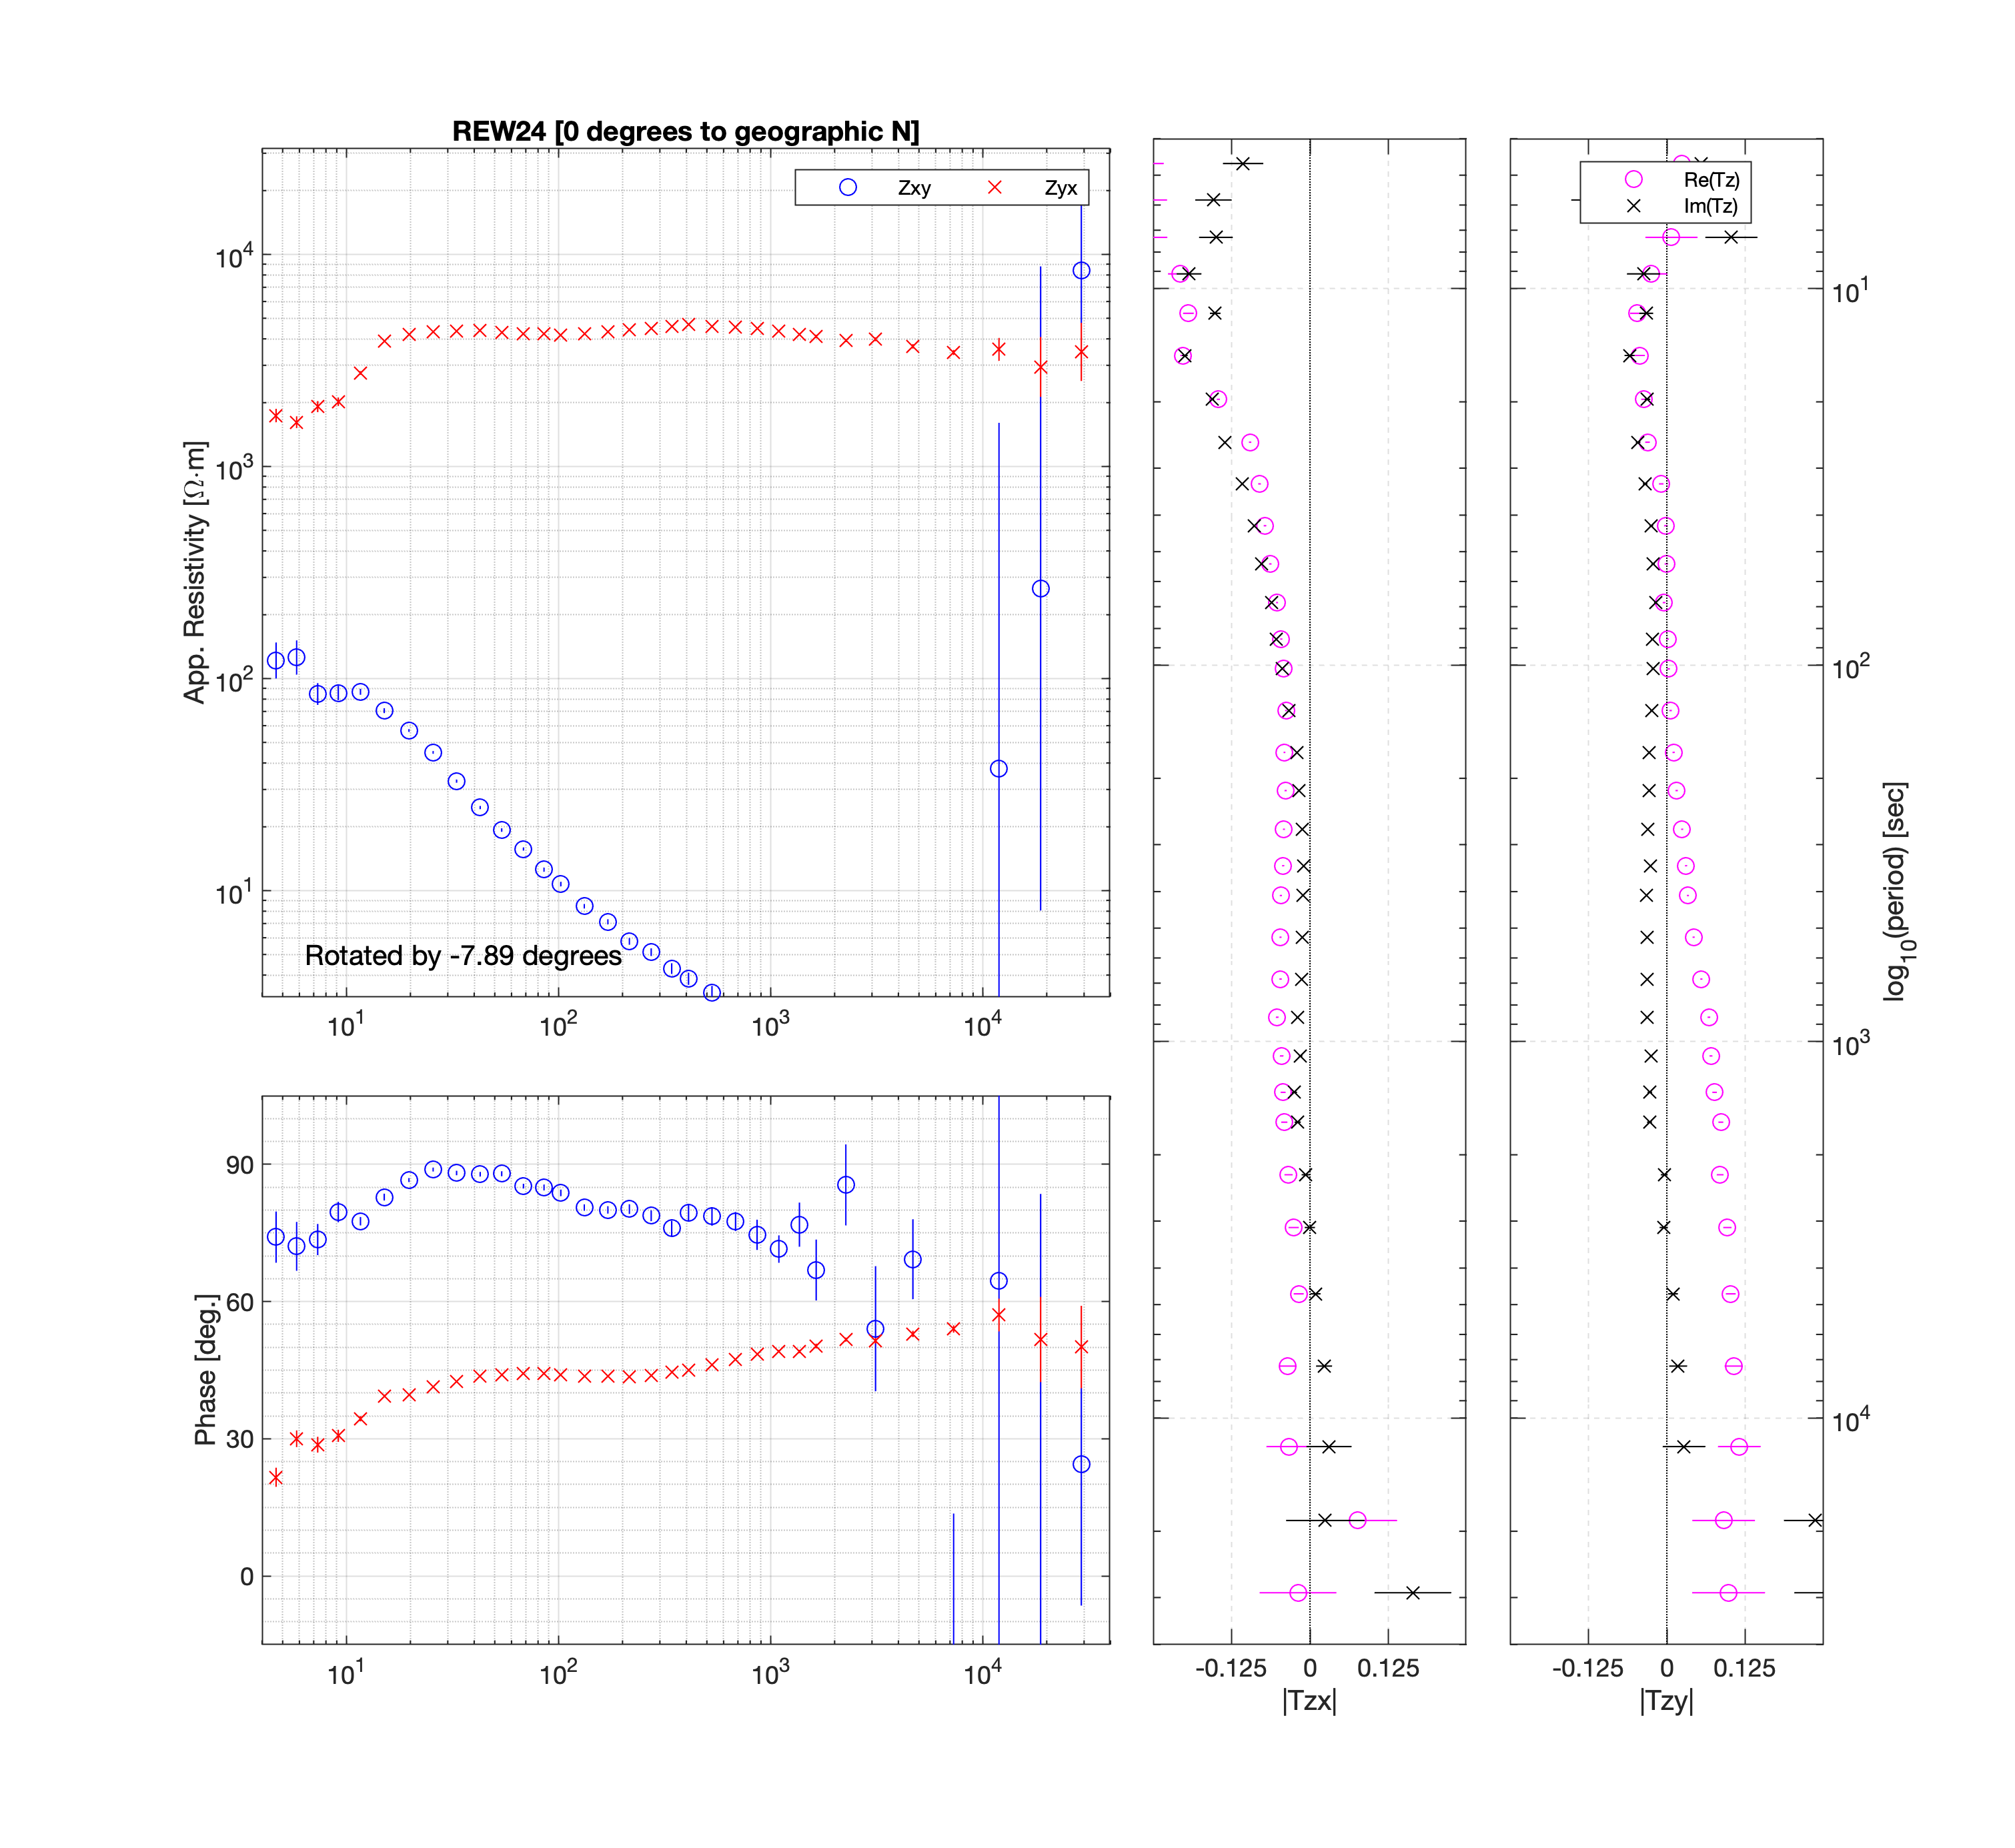 REW24 [0 degrees to geographic N]
Zxy Zyx
App. Resistivity [Ω·m]
10^4
10^3
10^2
10^1
Rotated by -7.89 degrees
10^1 10^2 10^3 10^4
Phase [deg.]
90
60
30
0
10^1 10^2 10^3 10^4
-0.125 0 0.125
|Tzx|
Re(Tz)
Im(Tz)
-0.125 0 0.125
|Tzy|
10^1
10^2
10^3
10^4
log_10(period) [sec]